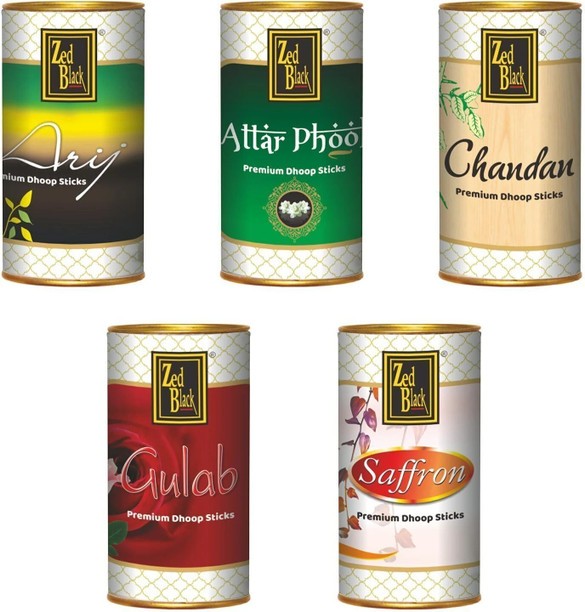 Zed
Black
®
Arij
mium Dhoop Sticks
Zed
Black
®
Attar Phool
Premium Dhoop Sticks
Zed
Black
®
Chandan
Premium Dhoop Sticks
Zed
Black
®
Gulab
Premium Dhoop Sticks
Zed
Black
®
Saffron
Premium Dhoop Sticks